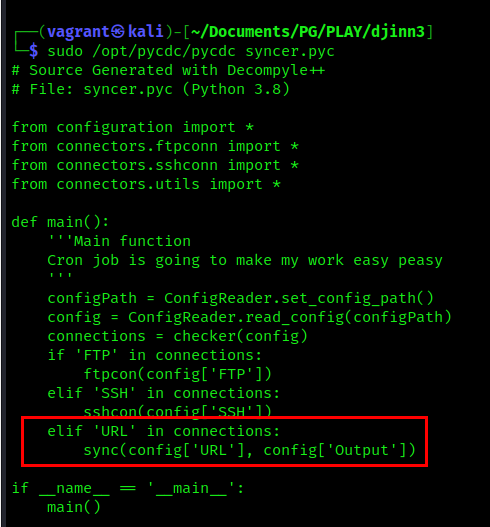 ┌──(vagrant㉿kali)-[~/Documents/PG/PLAY/djinn3]
└─$ sudo /opt/pycdc/pycdc syncer.pyc
# Source Generated with Decompyle++
# File: syncer.pyc (Python 3.8)

from configuration import *
from connectors.ftpconn import *
from connectors.sshconn import *
from connectors.utils import *

def main():
    '''Main function
    Cron job is going to make my work easy peasy
    '''
    configPath = ConfigReader.set_config_path()
    config = ConfigReader.read_config(configPath)
    connections = checker(config)
    if 'FTP' in connections:
        ftpcon(config['FTP'])
    elif 'SSH' in connections:
        sshcon(config['SSH'])
    elif 'URL' in connections:
        sync(config['URL'], config['Output'])

if __name__ == '__main__':
    main()